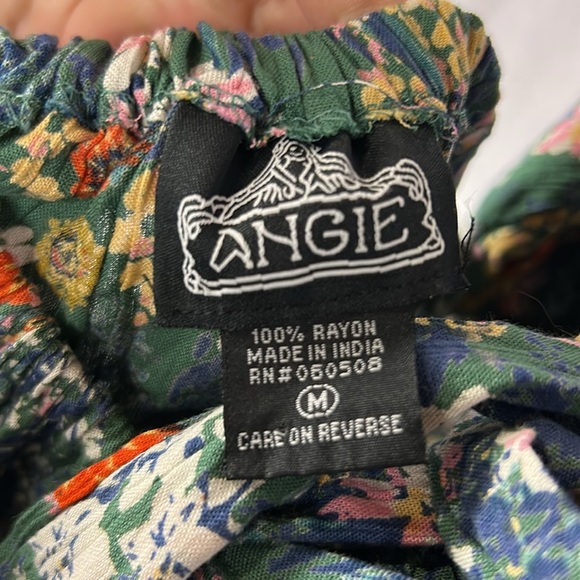 ANGIE
100% RAYON
MADE IN INDIA
RN#060508
M
CARE ON REVERSE